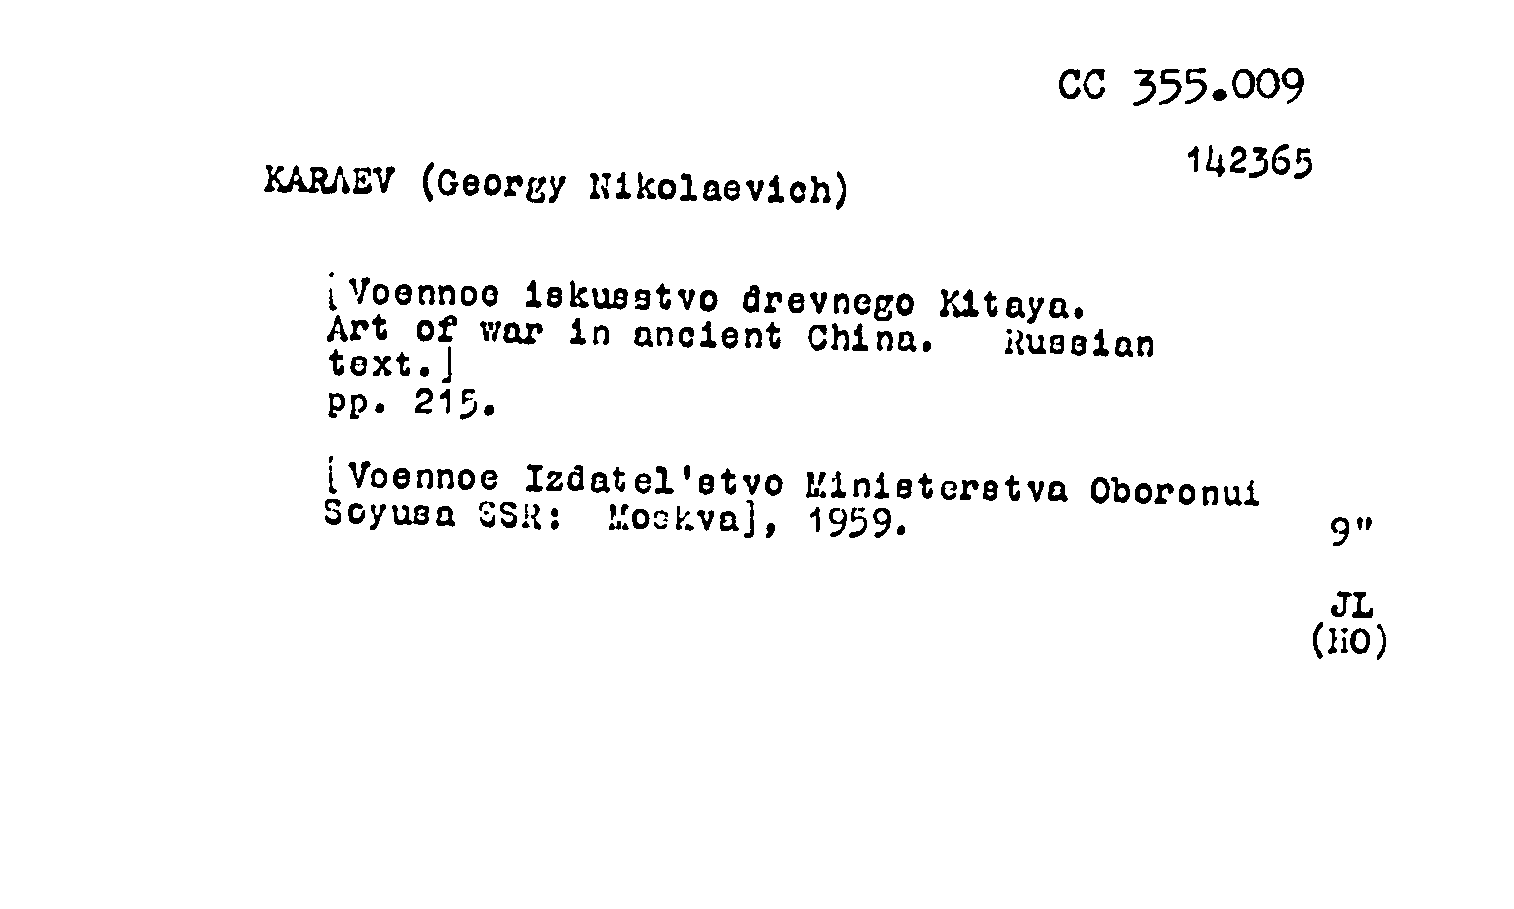 CC 355.009
142365
KARAEV (Georgy Nikolaevich)
[Voennoe iskusstvo drevnego Kitaya.
Art of war in ancient China. Russian
text.]
pp. 215.
[Voennoe Izdatel'stvo Ministerstva Oboronui
Soyusa SSR: Moskva], 1959.
9"
JL
(HO)